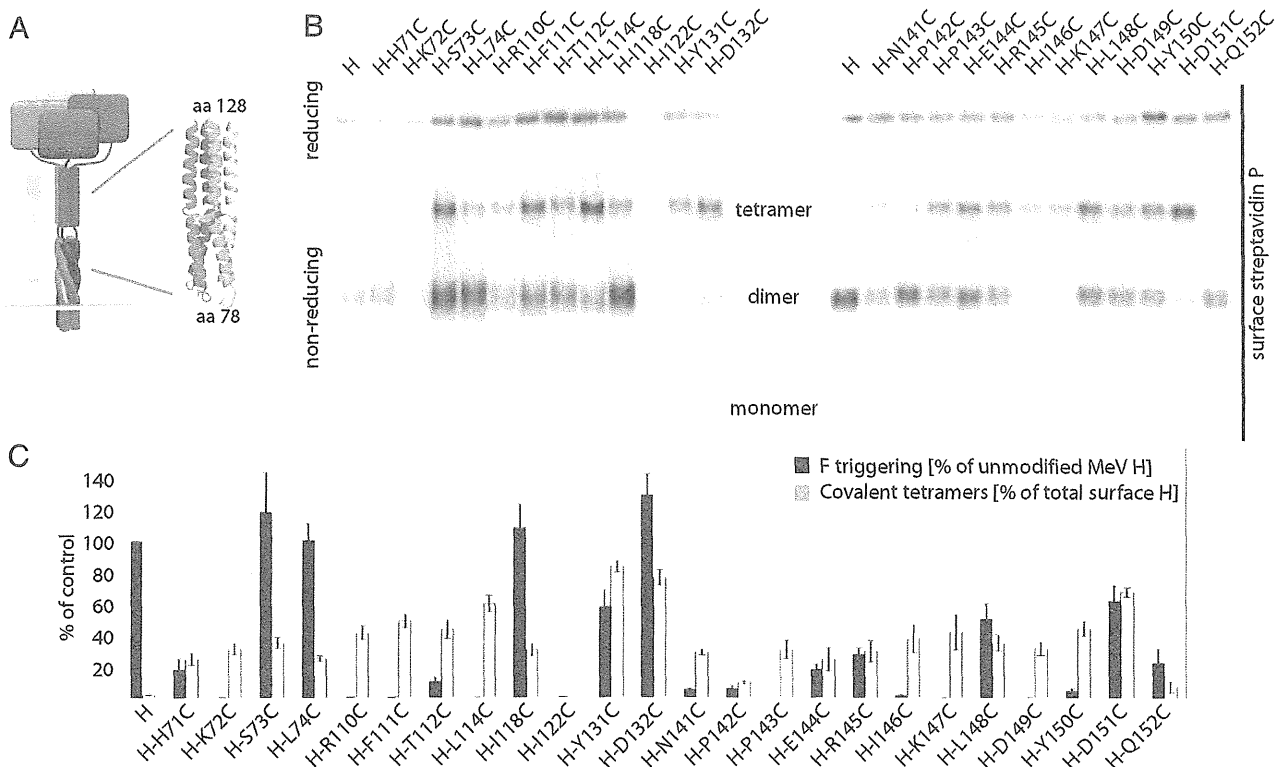 A
aa 128
aa 78
B
H
H-H71C
H-K72C
H-S73C
H-L74C
H-R110C
H-F111C
H-T112C
H-L114C
H-I118C
H-I122C
H-Y131C
H-D132C
H
H-N141C
H-P142C
H-P143C
H-E144C
H-R145C
H-I146C
H-K147C
H-L148C
H-D149C
H-Y150C
H-D151C
H-Q152C
reducing
non-reducing
tetramer
dimer
monomer
surface streptavidin P
C
F triggering [% of unmodified MeV H]
Covalent tetramers [% of total surface H]
% of control
140
120
100
80
60
40
20
H
H-H71C
H-K72C
H-S73C
H-L74C
H-R110C
H-F111C
H-T112C
H-L114C
H-I118C
H-I122C
H-Y131C
H-D132C
H-N141C
H-P142C
H-P143C
H-E144C
H-R145C
H-I146C
H-K147C
H-L148C
H-D149C
H-Y150C
H-D151C
H-Q152C